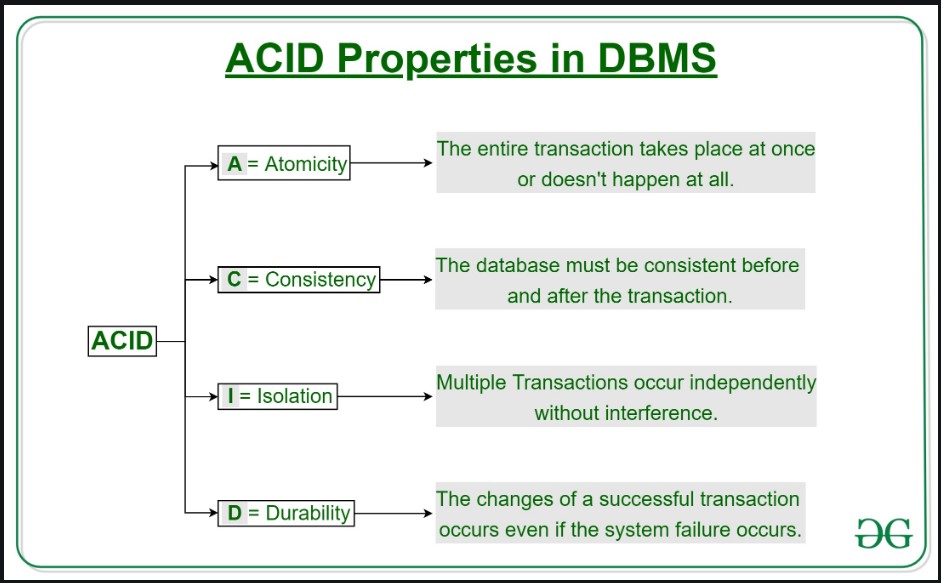 ACID Properties in DBMS
A = Atomicity
The entire transaction takes place at once
or doesn't happen at all.
C = Consistency
The database must be consistent before
and after the transaction.
ACID
I = Isolation
Multiple Transactions occur independently
without interference.
D = Durability
The changes of a successful transaction
occurs even if the system failure occurs.